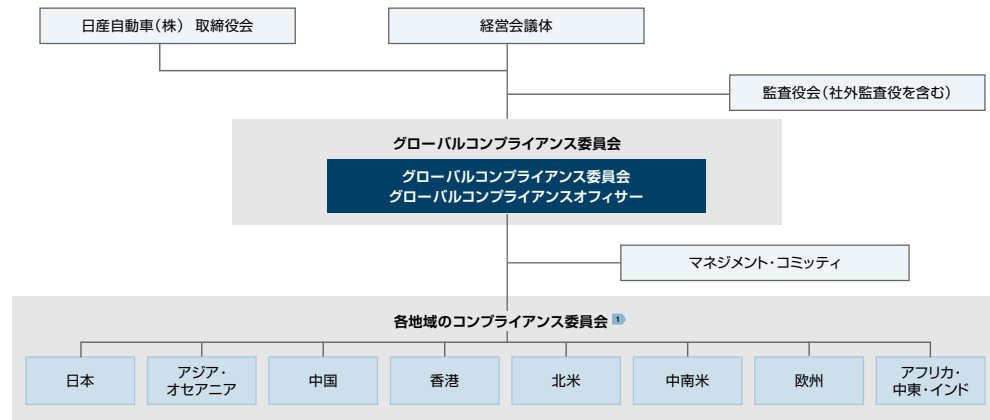 日産自動車(株) 取締役会
経営会議体
監査役会(社外監査役を含む)
グローバルコンプライアンス委員会
グローバルコンプライアンス委員会
グローバルコンプライアンスオフィサー
マネジメント・コミッティ
各地域のコンプライアンス委員会 1
日本
アジア・
オセアニア
中国
香港
北米
中南米
欧州
アフリカ・
中東・インド